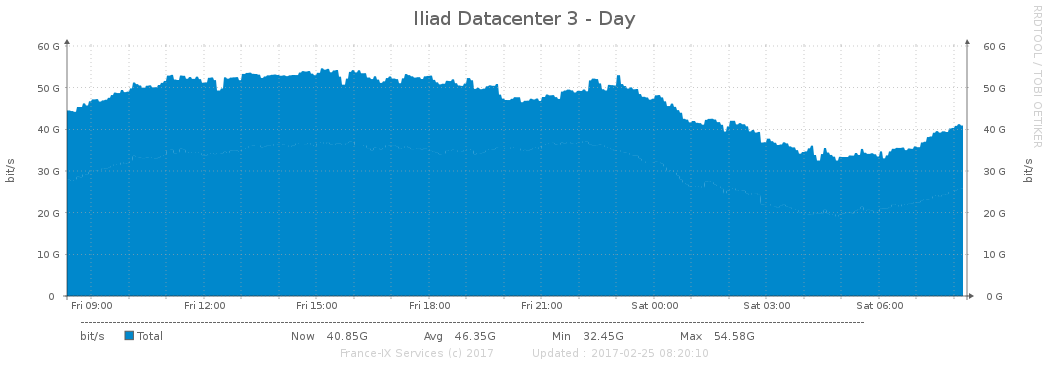 Iliad Datacenter 3 - Day
RRDTOOL / TOBI OETIKER
60 G 60 G
50 G 50 G
40 G 40 G
30 G 30 G
20 G 20 G
10 G 10 G
0 0 G
bit/s bit/s
Fri 09:00 Fri 12:00 Fri 15:00 Fri 18:00 Fri 21:00 Sat 00:00 Sat 03:00 Sat 06:00
bit/s Total Now 40.85G Avg 46.35G Min 32.45G Max 54.58G
France-IX Services (c) 2017 Updated : 2017-02-25 08:20:10